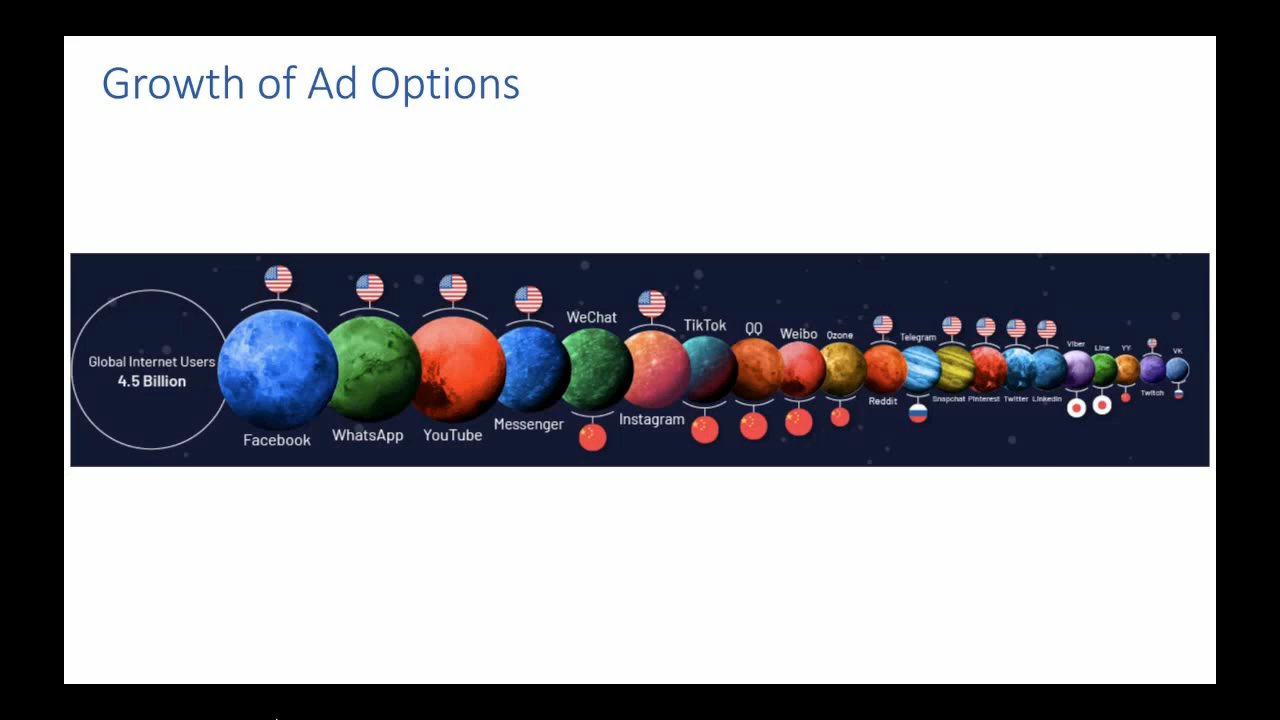 Growth of Ad Options
Global Internet Users
4.5 Billion
Facebook
WhatsApp
YouTube
Messenger
WeChat
Instagram
TikTok
QQ
Weibo
Qzone
Reddit
Telegram
Snapchat
Pinterest
Twitter
Linkedin
Viber
Line
YY
Twitch
VK